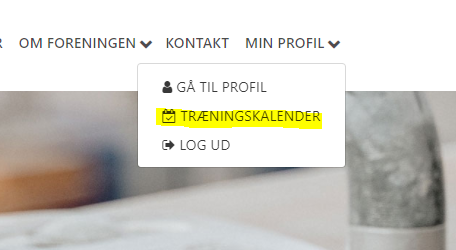 OM FORENINGEN KONTAKT MIN PROFIL
GÅ TIL PROFIL
TRÆNINGSKALENDER
LOG UD